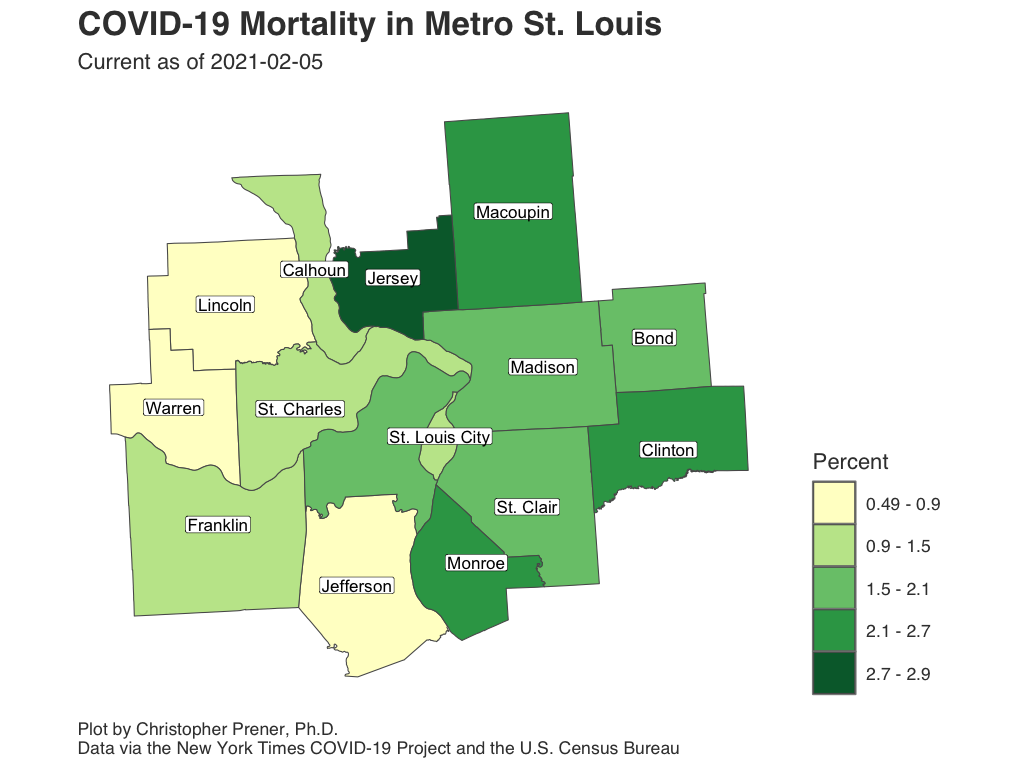 COVID-19 Mortality in Metro St. Louis
Current as of 2021-02-05
Macoupin
Calhoun
Jersey
Lincoln
Bond
Madison
Warren
St. Charles
St. Louis City
Clinton
St. Clair
Franklin
Monroe
Jefferson
Percent
0.49 - 0.9
0.9 - 1.5
1.5 - 2.1
2.1 - 2.7
2.7 - 2.9
Plot by Christopher Prener, Ph.D.
Data via the New York Times COVID-19 Project and the U.S. Census Bureau